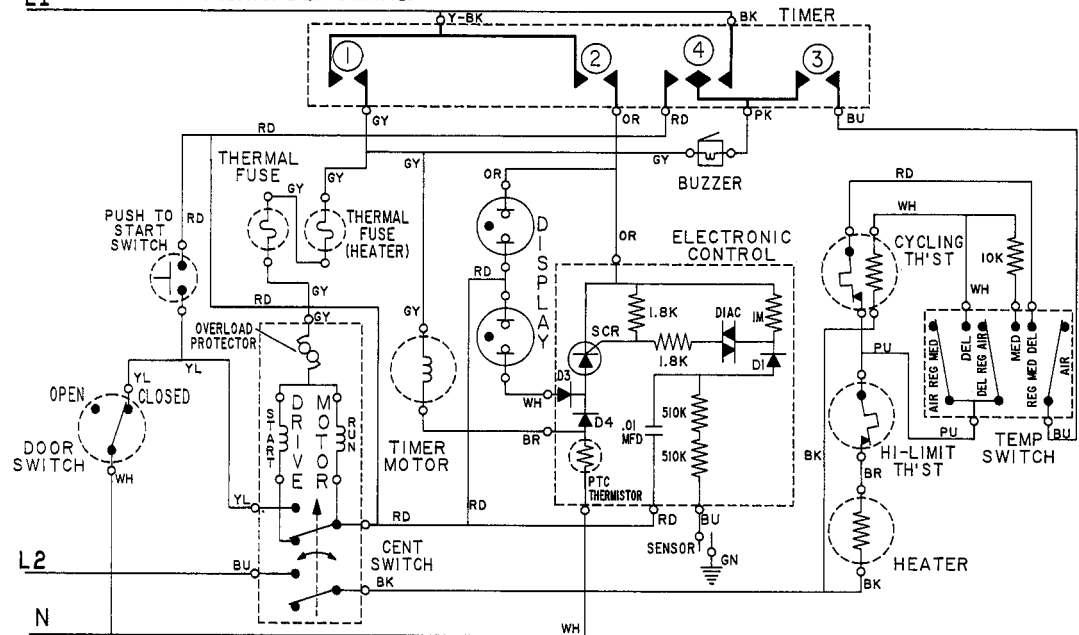 L1
Y-BK
BK
TIMER
1
2
4
3
GY
OR
RD
PK
BU
RD
GY
BUZZER
THERMAL FUSE
GY
GY
THERMAL FUSE (HEATER)
GY
OR
DISPLAY
RD
WH
PUSH TO START SWITCH
RD
RD
GY
OVERLOAD PROTECTOR
OR
ELECTRONIC CONTROL
SCR
1.8K
DIAC
1M
1.8K
D1
D3
D4
.01 MFD
510K
510K
PTC THERMISTOR
RD
WH
CYCLING TH'ST
10K
WH
PU
AIR REG MED
DEL
DEL REG AIR
MED
REG MED DEL
AIR
PU
TEMP SWITCH
BU
HI-LIMIT TH'ST
BR
BK
HEATER
BK
OPEN
YL
CLOSED
YL
DOOR SWITCH
WH
START
DRIVE MOTOR
RUN
GY
TIMER MOTOR
BR
YL
RD
RD
CENT SWITCH
RD
BU
SENSOR
GN
L2
BU
BK
N
WH